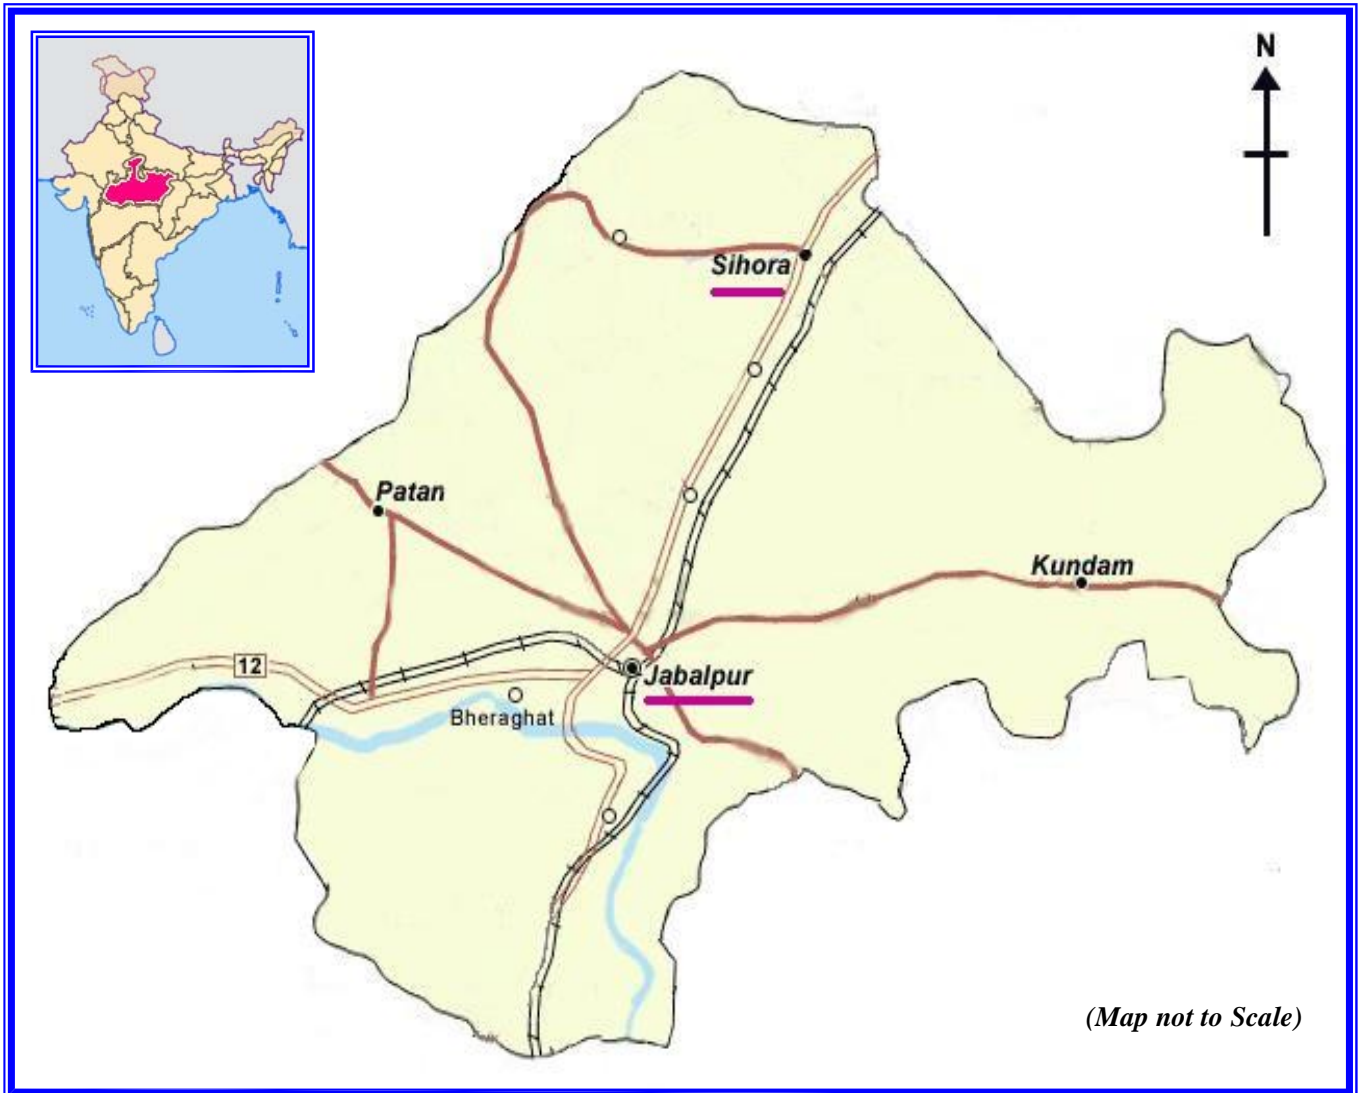 N
Sihora
Patan
Kundam
12
Jabalpur
Bheraghat
(Map not to Scale)